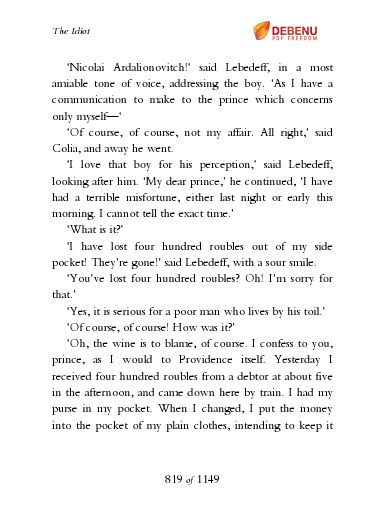 The Idiot
DEBENU
PDF FREEDOM
‘Nicolai Ardalionovitch!’ said Lebedeff, in a most
amiable tone of voice, addressing the boy. ‘As I have a
communication to make to the prince which concerns
only myself—‘
‘Of course, of course, not my affair. All right,’ said
Colia, and away he went.
‘I love that boy for his perception,’ said Lebedeff,
looking after him. ‘My dear prince,’ he continued, ‘I have
had a terrible misfortune, either last night or early this
morning. I cannot tell the exact time.’
‘What is it?’
‘I have lost four hundred roubles out of my side
pocket! They’re gone!’ said Lebedeff, with a sour smile.
‘You’ve lost four hundred roubles? Oh! I’m sorry for
that.’
‘Yes, it is serious for a poor man who lives by his toil.’
‘Of course, of course! How was it?’
‘Oh, the wine is to blame, of course. I confess to you,
prince, as I would to Providence itself. Yesterday I
received four hundred roubles from a debtor at about five
in the afternoon, and came down here by train. I had my
purse in my pocket. When I changed, I put the money
into the pocket of my plain clothes, intending to keep it
819 of 1149